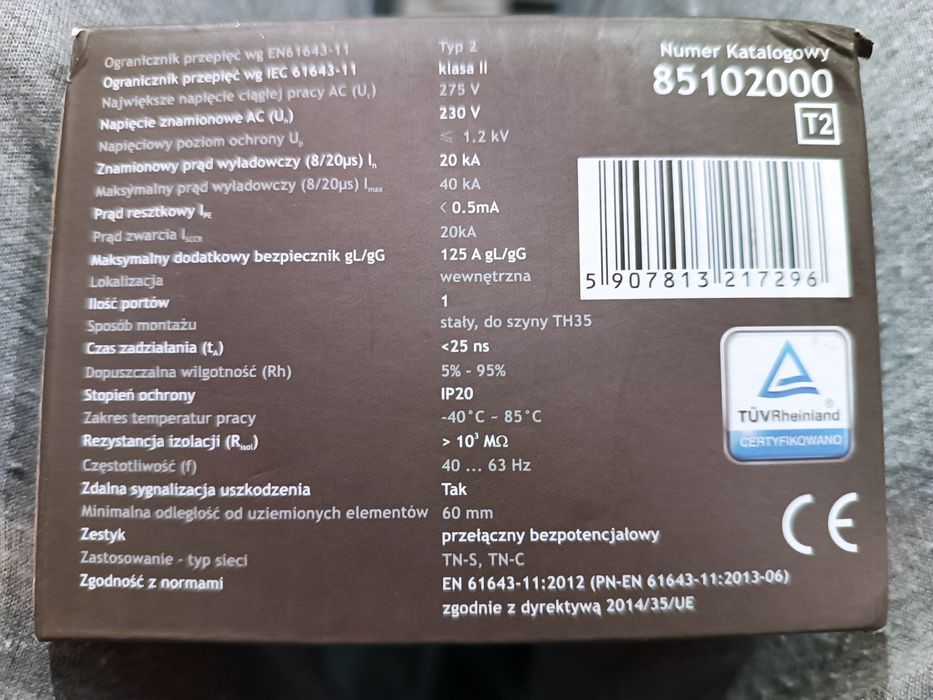 Ogranicznik przepięć wg EN61643-11 Typ 2
Ogranicznik przepięć wg IEC 61643-11 klasa II
Największe napięcie ciągłej pracy AC (Uc) 275 V
Napięcie znamionowe AC (Un) 230 V
Napięciowy poziom ochrony Up ≤ 1.2 kV
Znamionowy prąd wyładowczy (8/20µs) In 20 kA
Maksymalny prąd wyładowczy (8/20µs) Imax 40 kA
Prąd resztkowy IPE < 0.5mA
Prąd zwarcia ISCCR 20kA
Maksymalny dodatkowy bezpiecznik gL/gG 125 A gL/gG
Lokalizacja wewnętrzna
Ilość portów 1
Sposób montażu stały, do szyny TH35
Czas zadziałania (tA) <25 ns
Dopuszczalna wilgotność (Rh) 5% - 95%
Stopień ochrony IP20
Zakres temperatur pracy -40°C ~ 85°C
Rezystancja izolacji (Risol) > 10³ MΩ
Częstotliwość (f) 40 ... 63 Hz
Zdalna sygnalizacja uszkodzenia Tak
Minimalna odległość od uziemionych elementów 60 mm
Zestyk przełączny bezpotencjałowy
Zastosowanie - typ sieci TN-S, TN-C
Zgodność z normami EN 61643-11:2012 (PN-EN 61643-11:2013-06)
zgodnie z dyrektywą 2014/35/UE
Numer Katalogowy
85102000
T2
5 907813 217296
®
TÜVRheinland
CERTYFIKOWANO
CE